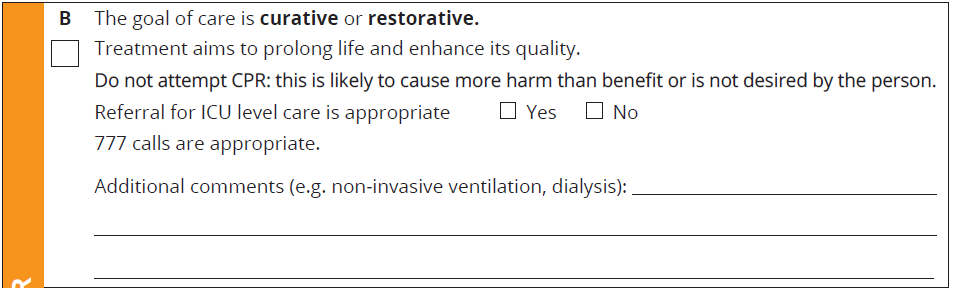 B The goal of care is curative or restorative.
Treatment aims to prolong life and enhance its quality.
Do not attempt CPR: this is likely to cause more harm than benefit or is not desired by the person.
Referral for ICU level care is appropriate ☐ Yes ☐ No
777 calls are appropriate.
Additional comments (e.g. non-invasive ventilation, dialysis):
R